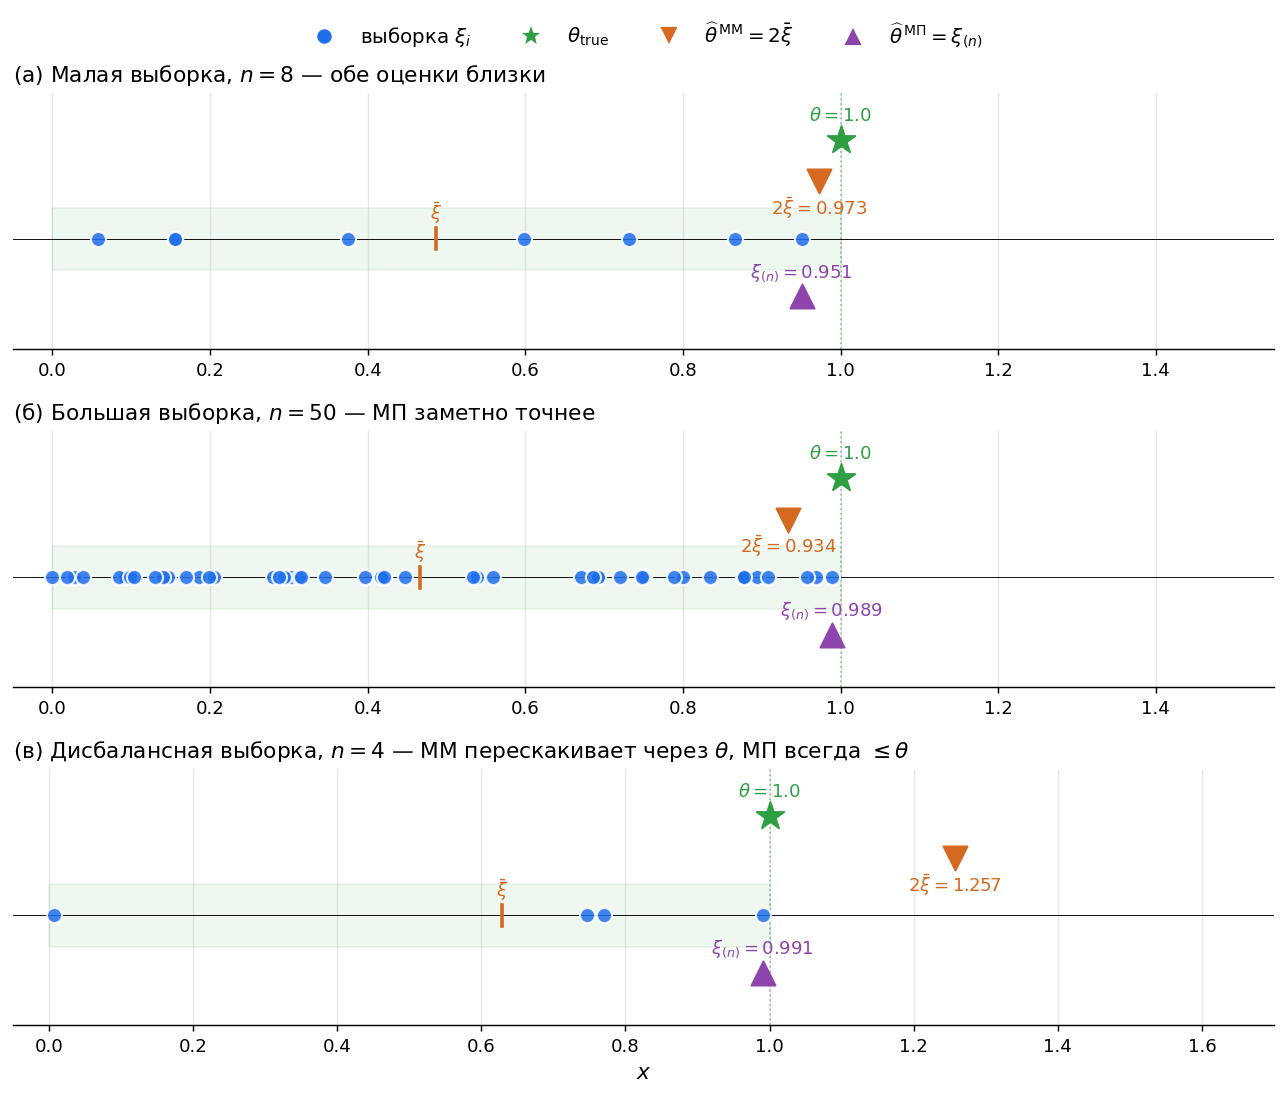 выборка ξᵢ   θ_true   θ̂^ММ = 2ξ̄   θ̂^МП = ξ₍ₙ₎
(а) Малая выборка, n = 8 — обе оценки близки
θ = 1.0
2ξ̄ = 0.973
ξ̄
ξ₍ₙ₎ = 0.951
0.0 0.2 0.4 0.6 0.8 1.0 1.2 1.4
(б) Большая выборка, n = 50 — МП заметно точнее
θ = 1.0
2ξ̄ = 0.934
ξ̄
ξ₍ₙ₎ = 0.989
0.0 0.2 0.4 0.6 0.8 1.0 1.2 1.4
(в) Дисбалансная выборка, n = 4 — ММ перескакивает через θ, МП всегда ≤ θ
θ = 1.0
2ξ̄ = 1.257
ξ̄
ξ₍ₙ₎ = 0.991
0.0 0.2 0.4 0.6 0.8 1.0 1.2 1.4 1.6
x